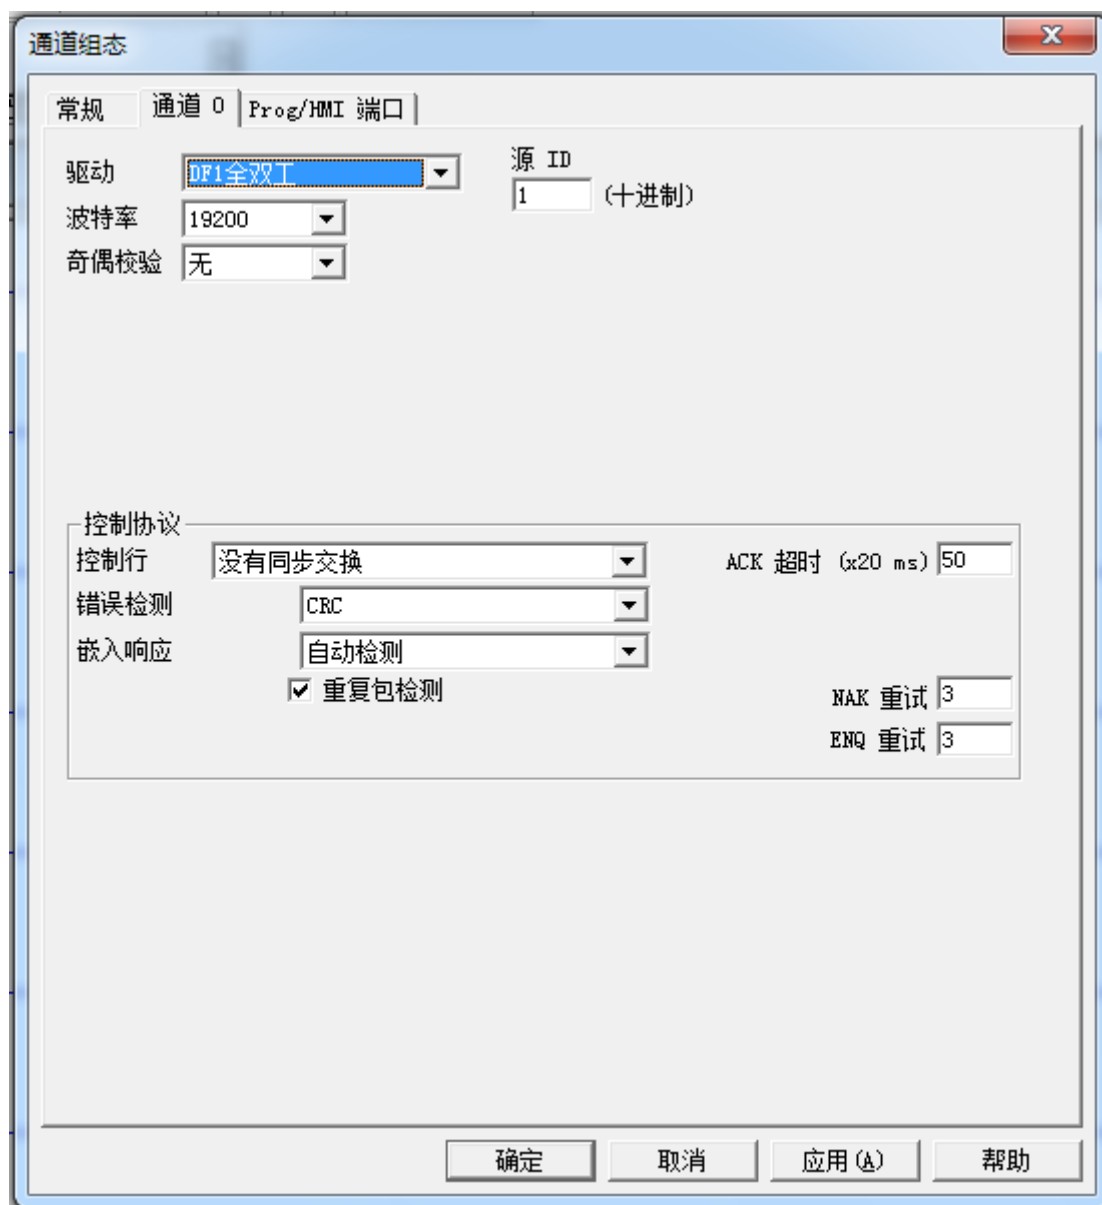 通道组态
常规 通道 0 Prog/HMI 端口
驱动 DF1全双工 源 ID
1 (十进制)
波特率 19200
奇偶校验 无
控制协议
控制行 没有同步交换 ACK 超时 (x20 ms) 50
错误检测 CRC
嵌入响应 自动检测
重复包检测 NAK 重试 3
ENQ 重试 3
确定 取消 应用(A) 帮助